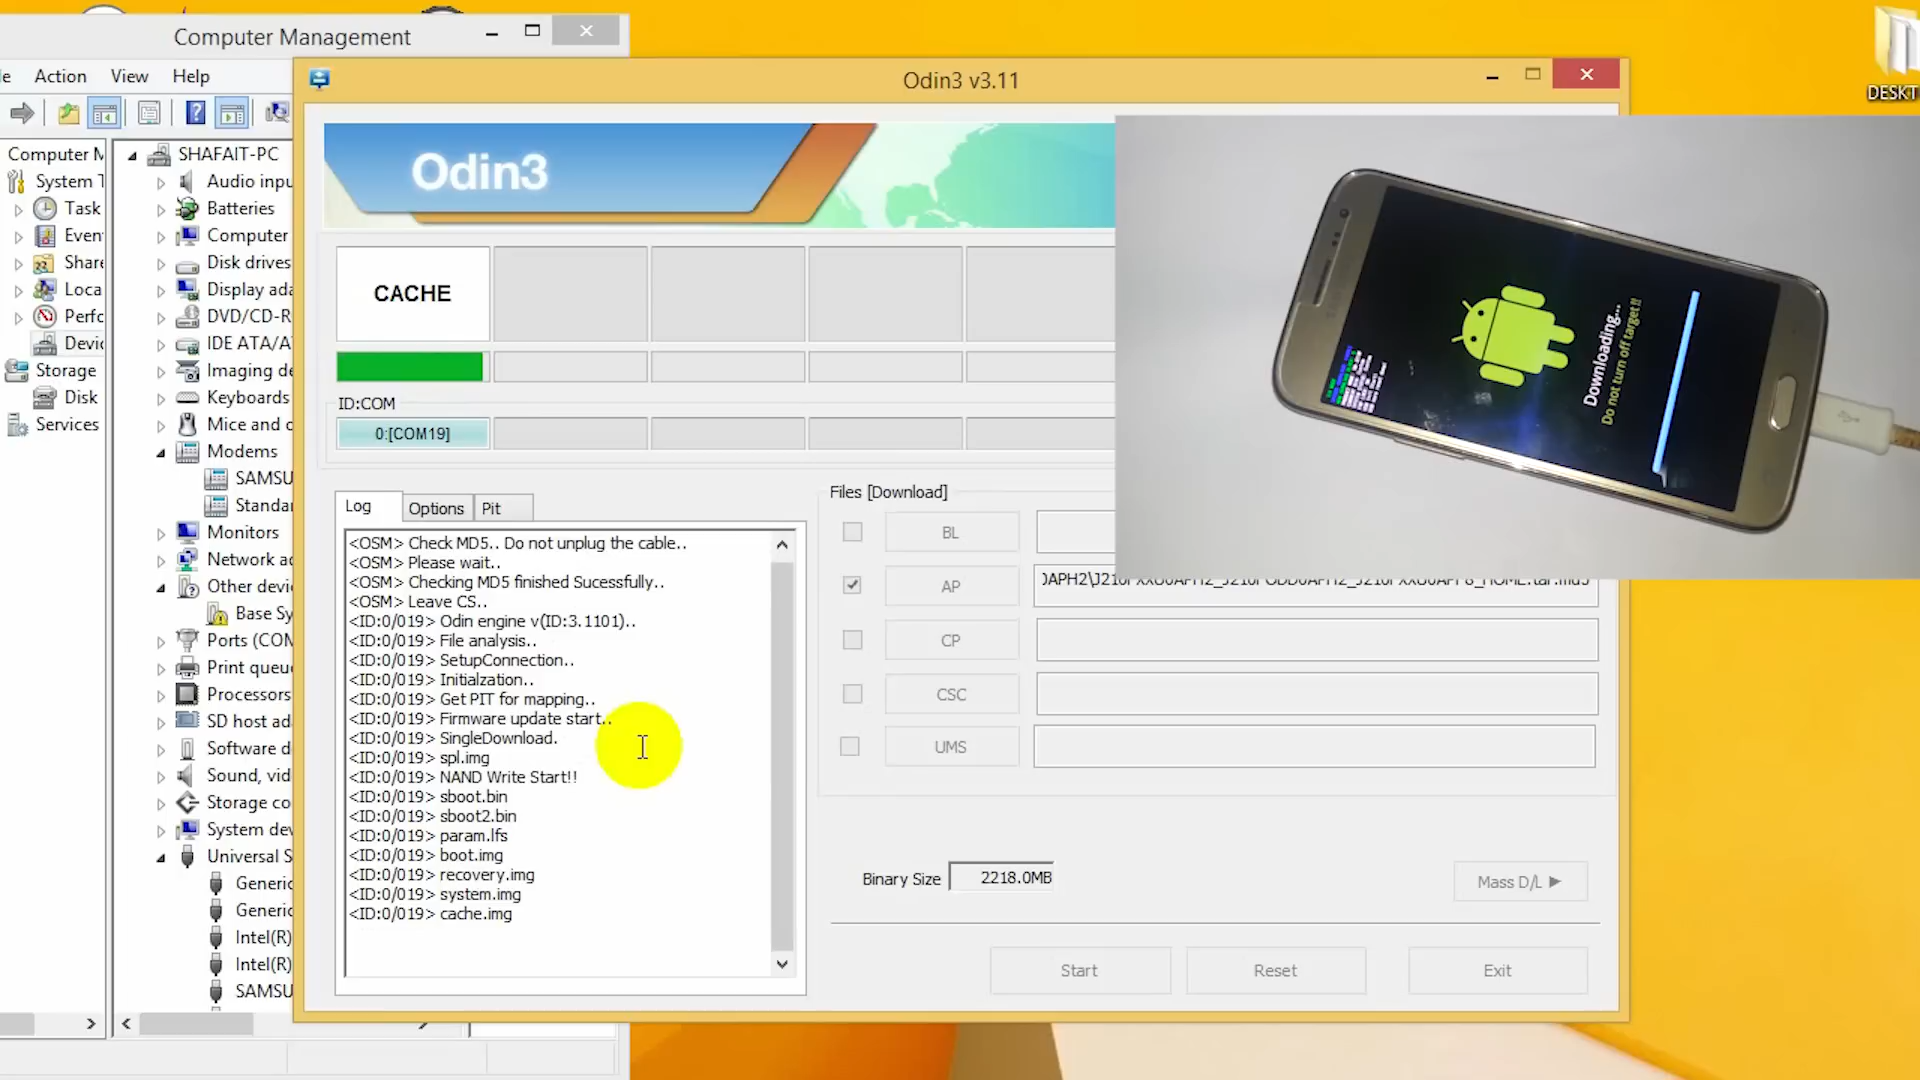 Computer Management
Action View Help
DESKT
Odin3 v3.11
Odin3
CACHE
ID:COM
0:[COM19]
Computer M
System T
Task
Even
Share
Loca
Perfo
Devic
Storage
Disk
Services
SHAFAIT-PC
Audio inpu
Batteries
Computer
Disk drives
Display ada
DVD/CD-R
IDE ATA/A
Imaging de
Keyboards
Mice and o
Modems
SAMSU
Standa
Monitors
Network ad
Other devi
Base Sy
Ports (COM
Print queue
Processors
SD host ada
Software d
Sound, vid
Storage co
System dev
Universal S
Generic
Generic
Intel(R)
Intel(R)
SAMSU
Log Options Pit
<OSM> Check MD5.. Do not unplug the cable..
<OSM> Please wait..
<OSM> Checking MD5 finished Sucessfully..
<OSM> Leave CS..
<ID:0/019> Odin engine v(ID:3.1101)..
<ID:0/019> File analysis..
<ID:0/019> SetupConnection..
<ID:0/019> Initialzation..
<ID:0/019> Get PIT for mapping..
<ID:0/019> Firmware update start..
<ID:0/019> SingleDownload.
<ID:0/019> spl.img
<ID:0/019> NAND Write Start!!
<ID:0/019> sboot.bin
<ID:0/019> sboot2.bin
<ID:0/019> param.lfs
<ID:0/019> boot.img
<ID:0/019> recovery.img
<ID:0/019> system.img
<ID:0/019> cache.img
Files [Download]
BL
AP
CP
CSC
UMS
Binary Size 2218.0MB
Mass D/L ▶
Start Reset Exit
Downloading...
Do not turn off target!!